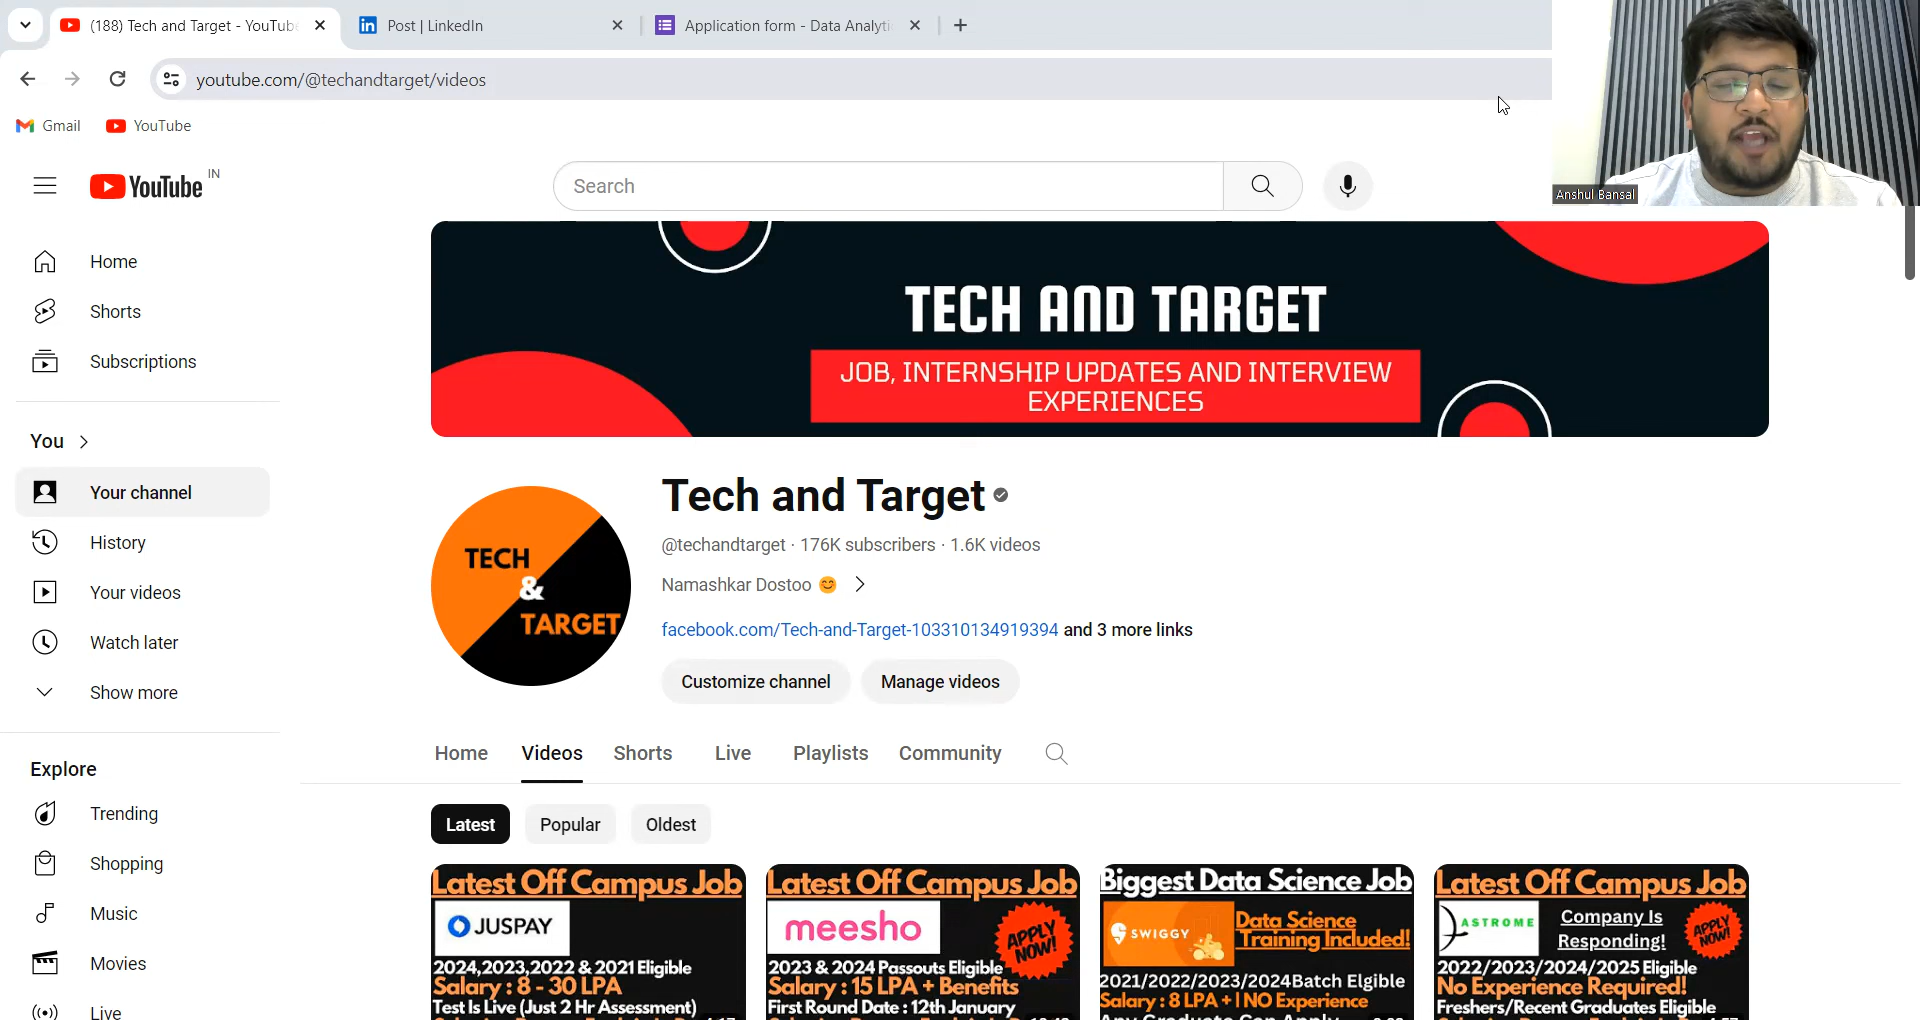 (188) Tech and Target - YouTube
Post | LinkedIn
Application form - Data Analyti
youtube.com/@techandtarget/videos
Gmail
YouTube
Anshul Bansal
YouTube IN
Search
Home
Shorts
Subscriptions
You
Your channel
History
Your videos
Watch later
Show more
Explore
Trending
Shopping
Music
Movies
Live
TECH AND TARGET
JOB, INTERNSHIP UPDATES AND INTERVIEW
EXPERIENCES
TECH
&
TARGET
Tech and Target
@techandtarget · 176K subscribers · 1.6K videos
Namashkar Dostoo 😊
facebook.com/Tech-and-Target-103310134919394 and 3 more links
Customize channel
Manage videos
Home
Videos
Shorts
Live
Playlists
Community
Latest
Popular
Oldest
Latest Off Campus Job
JUSPAY
2024,2023,2022 & 2021 Eligible
Salary : 8 - 30 LPA
Test Is Live (Just 2 Hr Assessment)
Latest Off Campus Job
meesho
APPLY
NOW!
2023 & 2024 Passouts Eligible
Salary : 15 LPA + Benefits
First Round Date : 12th January
Biggest Data Science Job
SWIGGY
Data Science
Training Included!
2021/2022/2023/2024Batch Elgible
Salary : 8 LPA + | NO Experience
Any Graduate Can Apply
Latest Off Campus Job
ASTROME
Company Is
Responding!
APPLY
NOW!
2022/2023/2024/2025 Eligible
No Experience Required!
Freshers/Recent Graduates Eligible